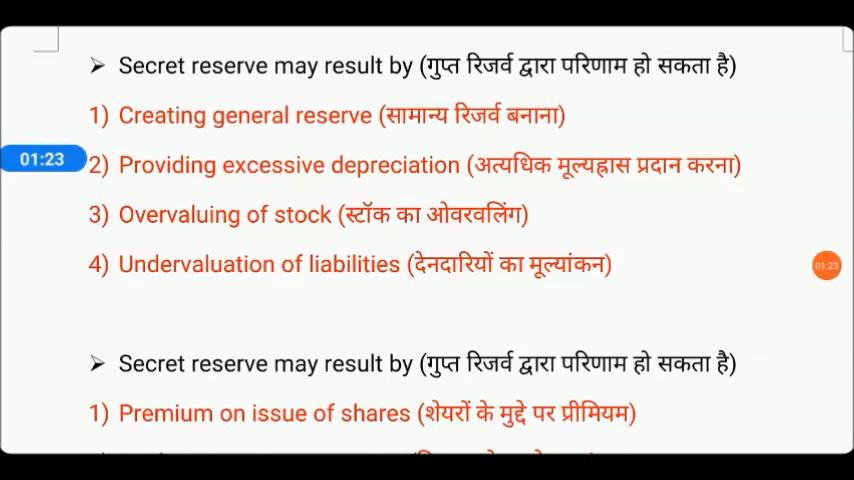 ➤ Secret reserve may result by (गुप्त रिजर्व द्वारा परिणाम हो सकता है)
1) Creating general reserve (सामान्य रिजर्व बनाना)
01:23
2) Providing excessive depreciation (अत्यधिक मूल्यह्रास प्रदान करना)
3) Overvaluing of stock (स्टॉक का ओवरवलिंग)
4) Undervaluation of liabilities (देनदारियों का मूल्यांकन)
01:23
➤ Secret reserve may result by (गुप्त रिजर्व द्वारा परिणाम हो सकता है)
1) Premium on issue of shares (शेयरों के मुद्दे पर प्रीमियम)